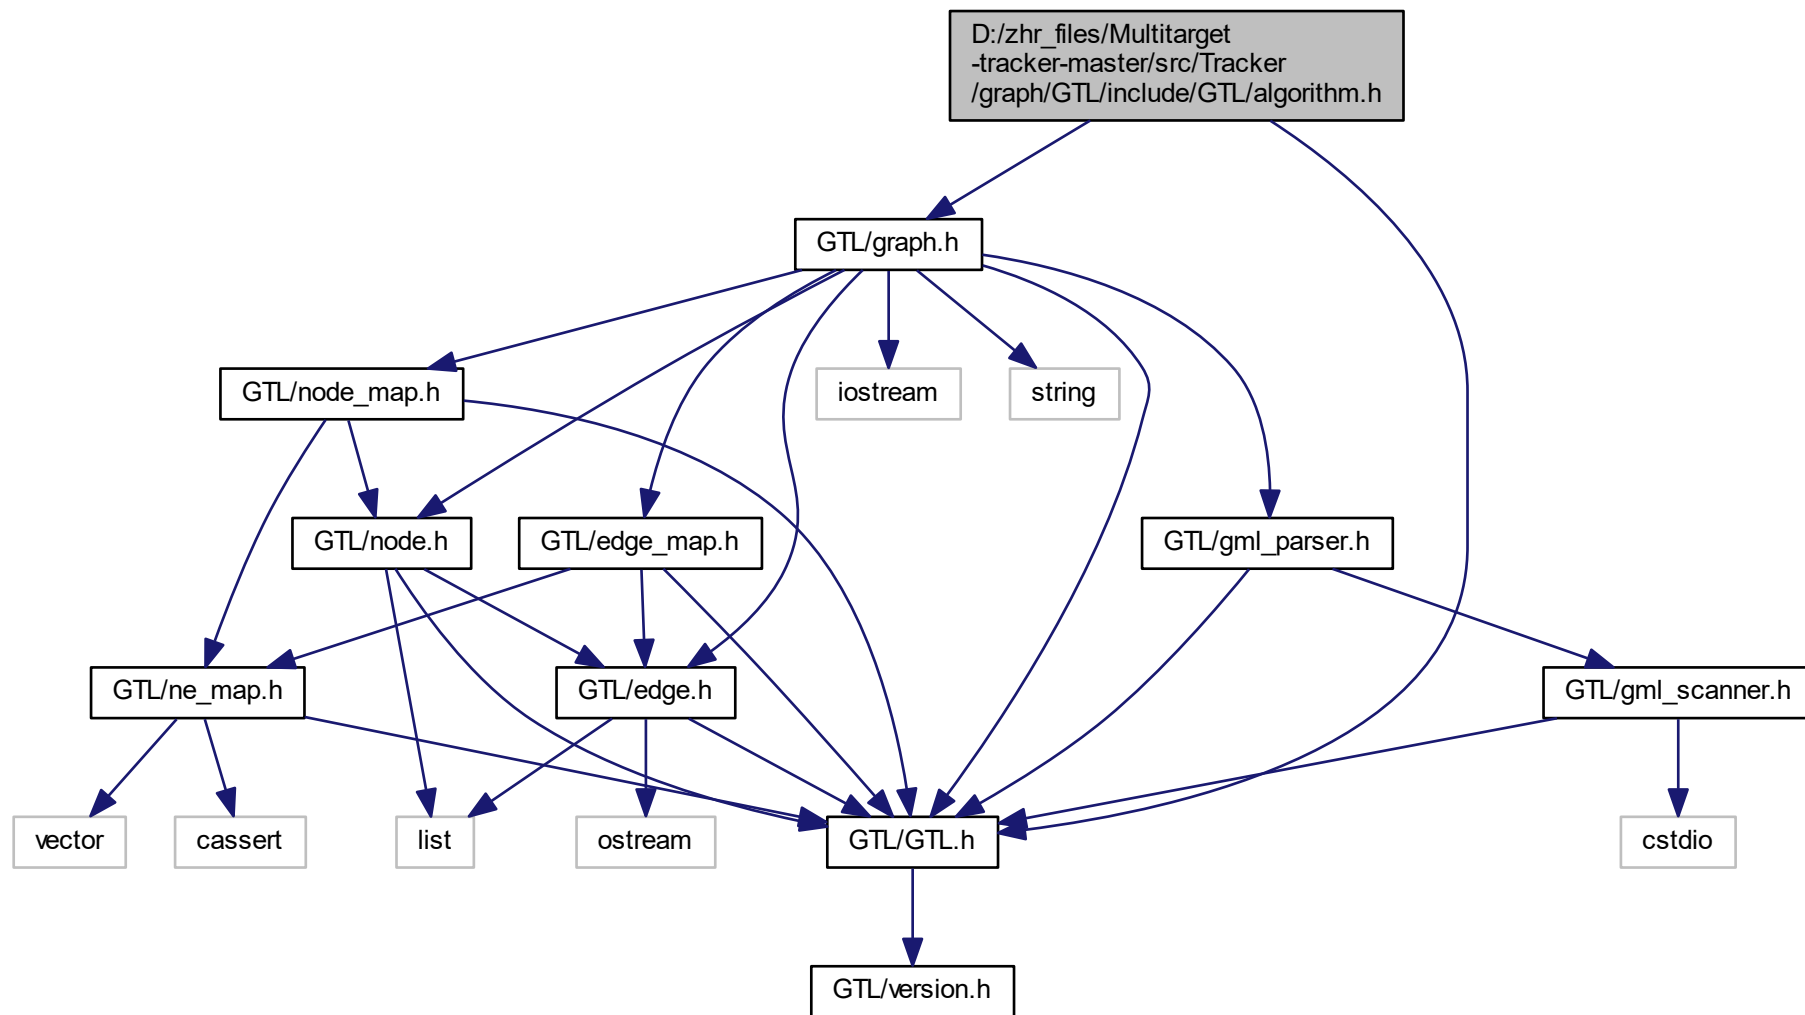 D:/zhr_files/Multitarget
-tracker-master/src/Tracker
/graph/GTL/include/GTL/algorithm.h
GTL/graph.h
GTL/node_map.h
iostream
string
GTL/node.h
GTL/edge_map.h
GTL/gml_parser.h
GTL/ne_map.h
GTL/edge.h
GTL/gml_scanner.h
vector
cassert
list
ostream
GTL/GTL.h
cstdio
GTL/version.h